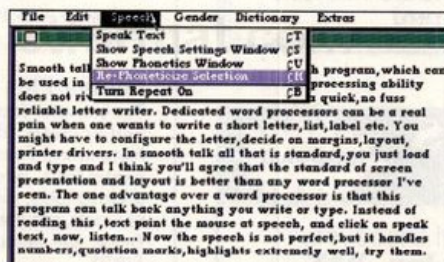 File Edit Speech Gender Dictionary Extras
Speak Text ₵T
Show Speech Settings Window ₵S
Show Phonetics Window ₵U
Re-Phoneticize Selection ₵R
Turn Repeat On ₵B
Smooth talk h program,which can
be used in processing ability
does not riv a quick,no fuss
reliable letter writer. Dedicated word proccessors can be a real
pain when one wants to write a short letter,list,label etc. You
might have to configure the letter,decide on margins,layout,
printer drivers. In smooth talk all that is standard,you just load
and type and I think you'll agree that the standard of screen
presentation and layout is better than any word processor I've
seen. The one advantage over a word proccessor is that this
program can talk back anything you write or type. Instead of
reading this ,text point the mouse at speech, and click on speak
text, now, listen... Now the speech is not perfect,but it handles
numbers,quotation marks,highlights extremely well, try them.